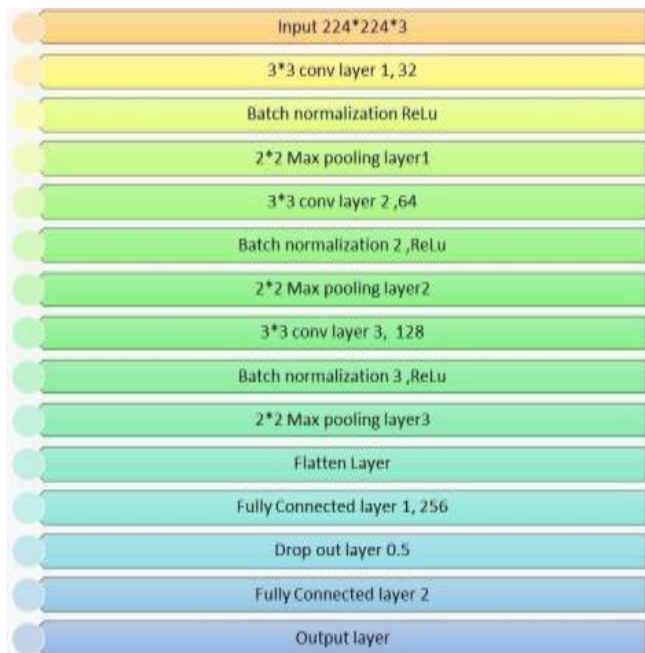 Input 224*224*3
3*3 conv layer 1, 32
Batch normalization ReLu
2*2 Max pooling layer1
3*3 conv layer 2 ,64
Batch normalization 2 ,ReLu
2*2 Max pooling layer2
3*3 conv layer 3, 128
Batch normalization 3 ,ReLu
2*2 Max pooling layer3
Flatten Layer
Fully Connected layer 1, 256
Drop out layer 0.5
Fully Connected layer 2
Output layer